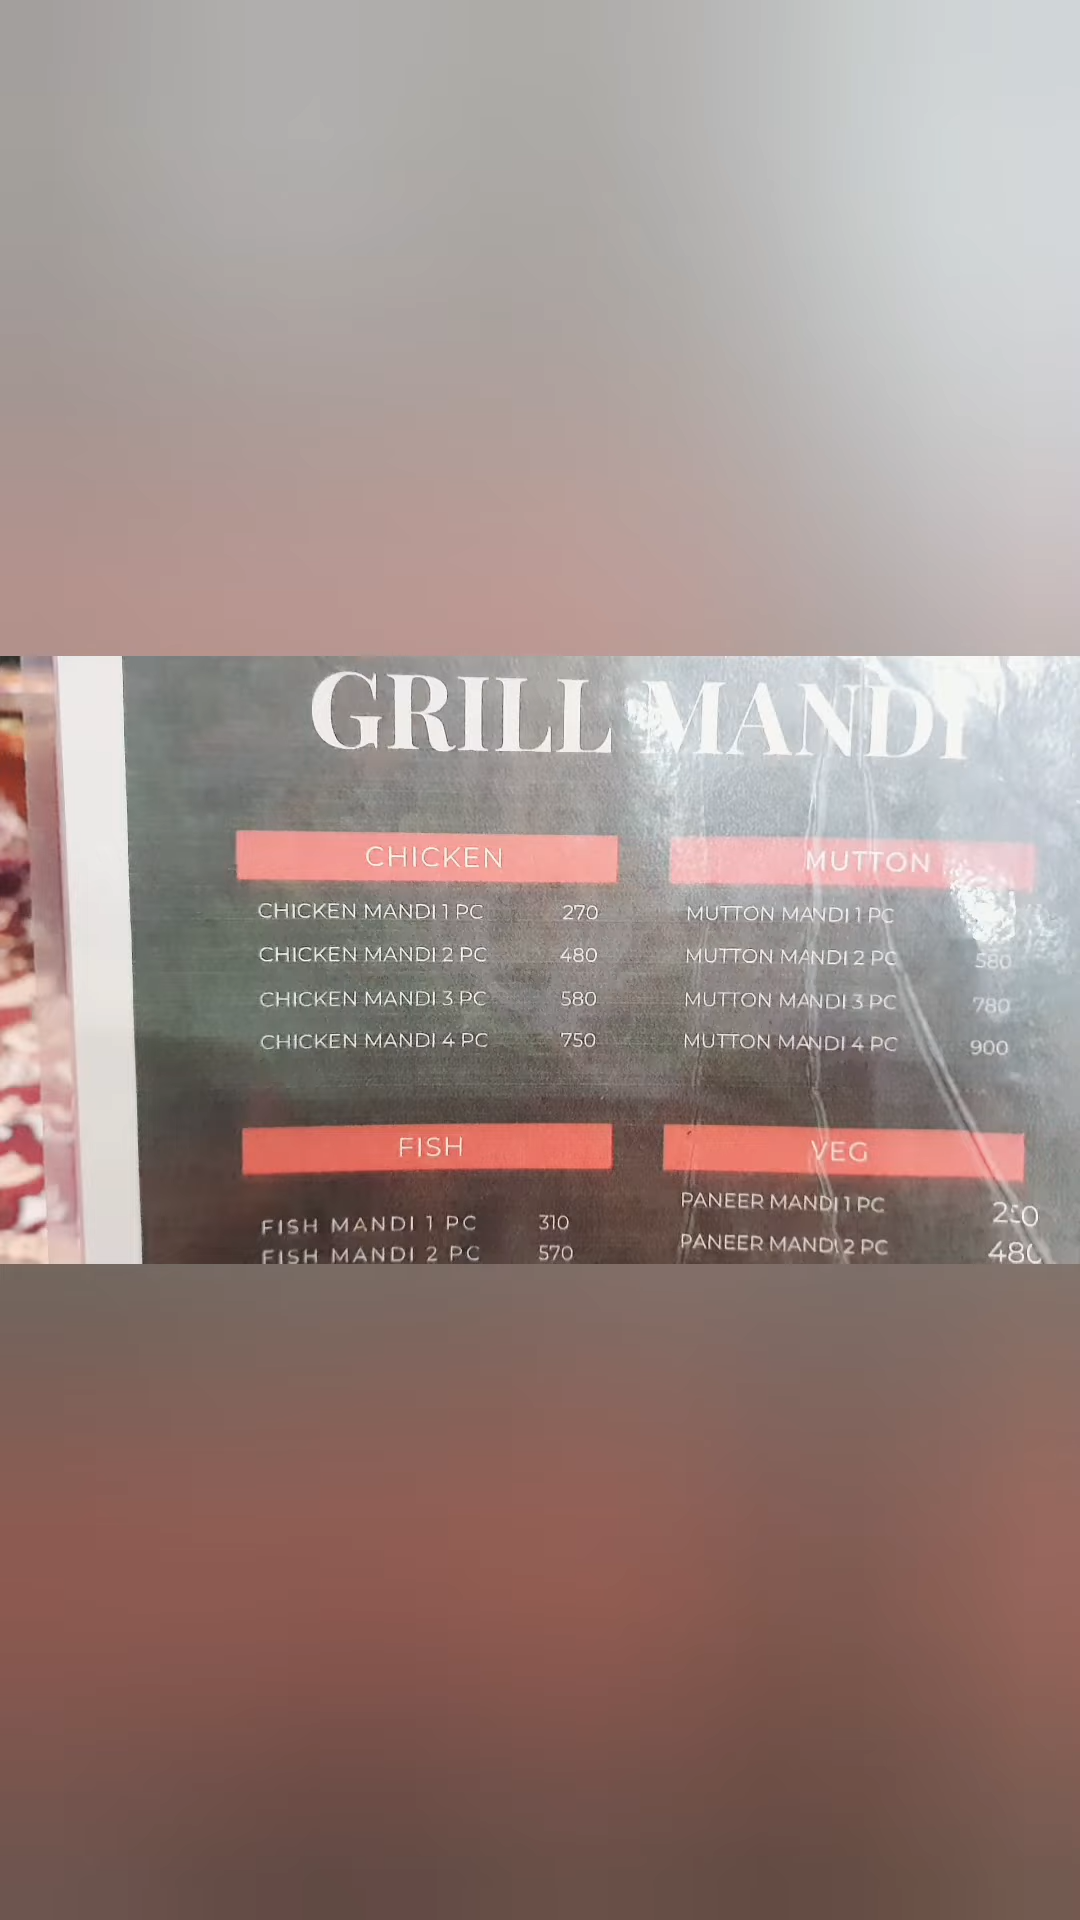 GRILL MANDI
CHICKEN
CHICKEN MANDI 1 PC 270
CHICKEN MANDI 2 PC 480
CHICKEN MANDI 3 PC 580
CHICKEN MANDI 4 PC 750
MUTTON
MUTTON MANDI 1 PC
MUTTON MANDI 2 PC 580
MUTTON MANDI 3 PC 780
MUTTON MANDI 4 PC 900
FISH
FISH MANDI 1 PC 310
FISH MANDI 2 PC 570
VEG
PANEER MANDI 1 PC
PANEER MANDI 2 PC 480